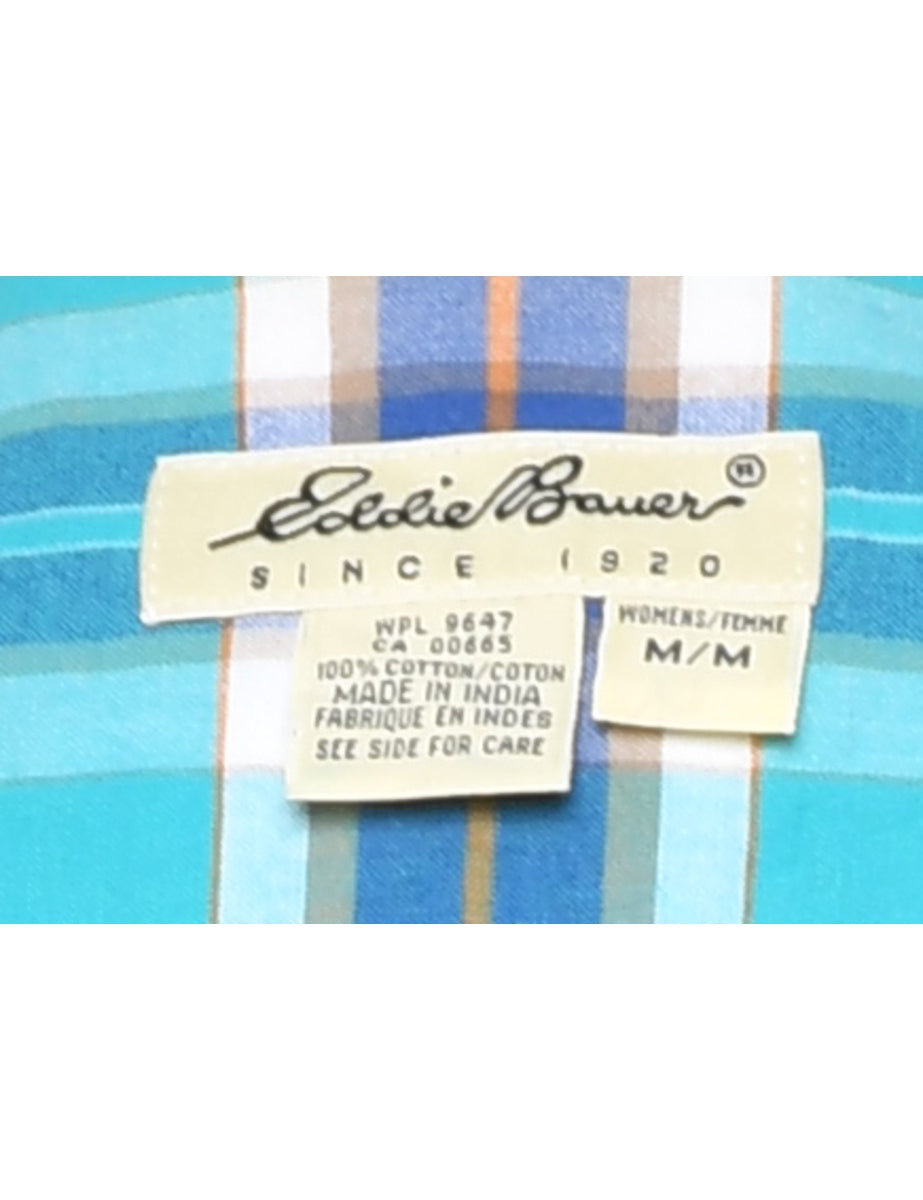 Eddie Bauer®
SINCE 1920
WPL 9647
CA 00665
100% COTTON/COTON
MADE IN INDIA
FABRIQUE EN INDES
SEE SIDE FOR CARE
WOMENS/FEMME
M/M